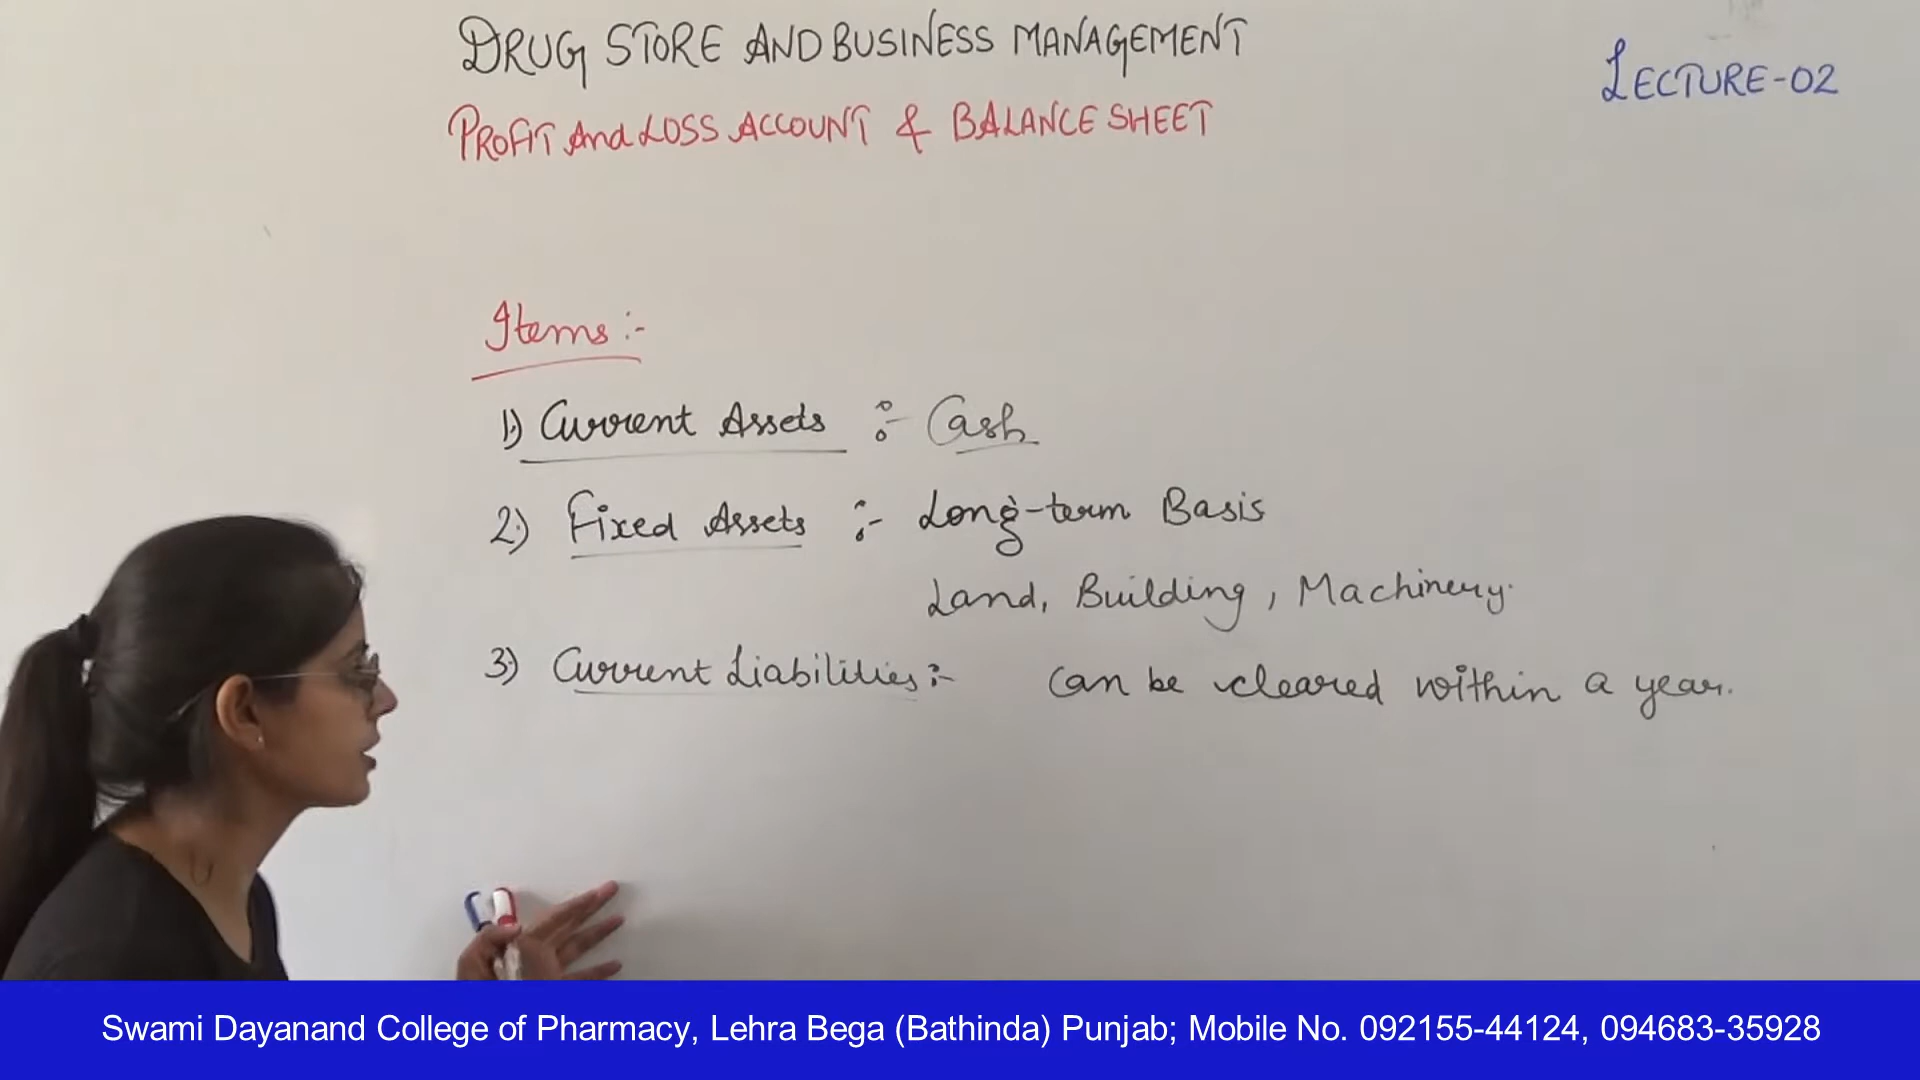 DRUG STORE AND BUSINESS MANAGEMENT
LECTURE-02
PROFIT And LOSS ACCOUNT & BALANCE SHEET
Items :-
1) Current Assets :- Cash
2) Fixed Assets :- Long-term Basis
Land, Building, Machinery.
3) Current Liabilities :- can be cleared within a year.
Swami Dayanand College of Pharmacy, Lehra Bega (Bathinda) Punjab; Mobile No. 092155-44124, 094683-35928